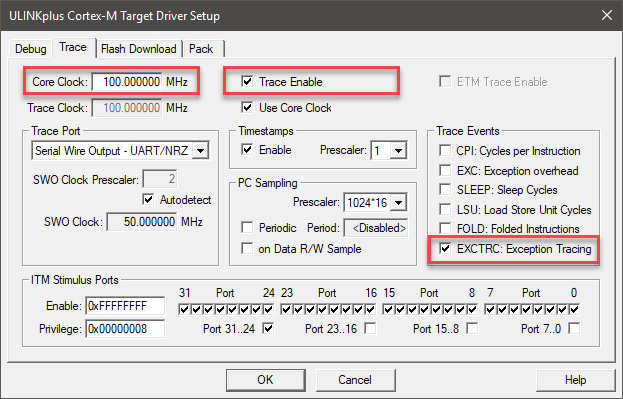 ULINKplus Cortex-M Target Driver Setup
Debug Trace Flash Download Pack
Core Clock: 100.000000 MHz Trace Enable ETM Trace Enable
Trace Clock: 100.000000 MHz Use Core Clock
Trace Port Timestamps Trace Events
Serial Wire Output - UART/NRZ Enable Prescaler: 1 CPI: Cycles per Instruction
EXC: Exception overhead
SWO Clock Prescaler: 2 PC Sampling SLEEP: Sleep Cycles
Autodetect Prescaler: 1024*16 LSU: Load Store Unit Cycles
SWO Clock: 50.000000 MHz Periodic Period: <Disabled> FOLD: Folded Instructions
on Data R/W Sample EXCTRC: Exception Tracing
ITM Stimulus Ports
31 Port 24 23 Port 16 15 Port 8 7 Port 0
Enable: 0xFFFFFFFF
Privilege: 0x00000008 Port 31..24 Port 23..16 Port 15..8 Port 7..0
OK Cancel Help